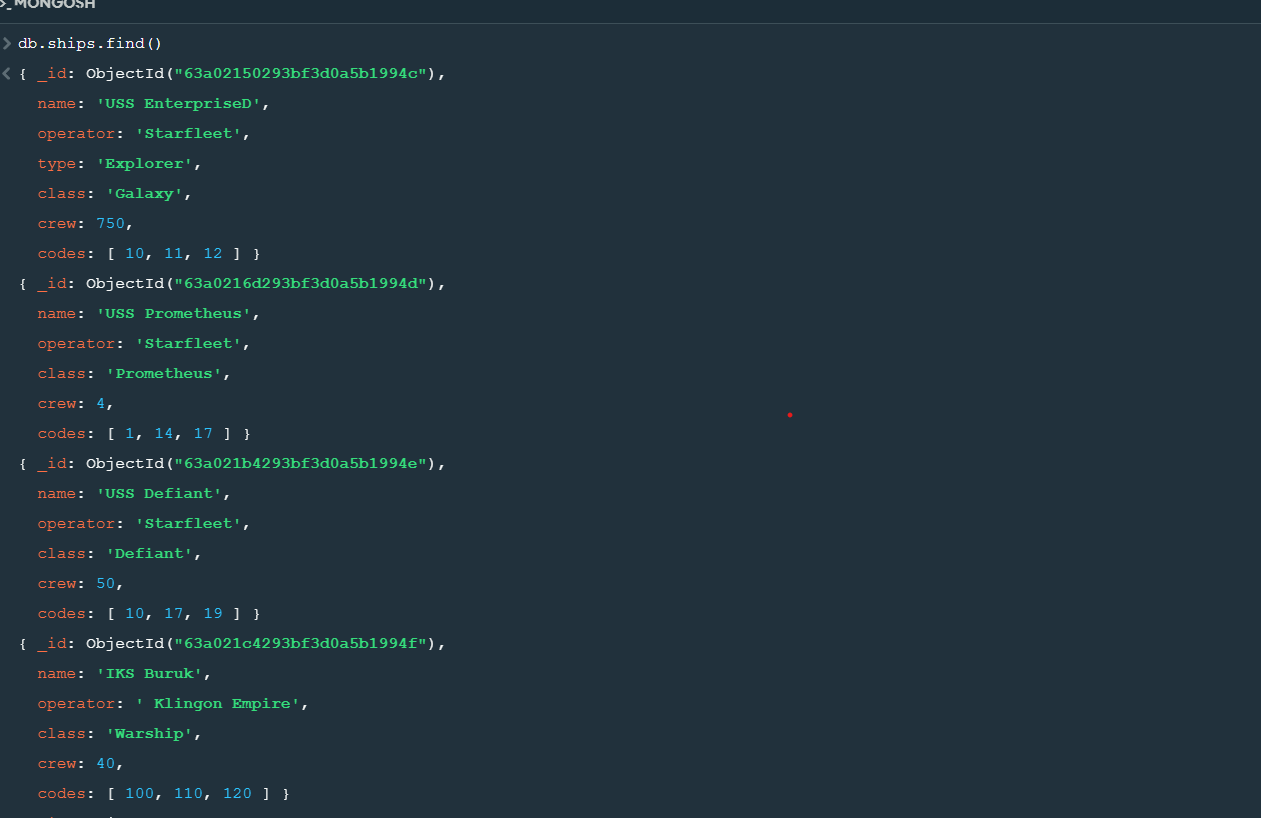 >_MONGOSH
> db.ships.find()
< { _id: ObjectId("63a02150293bf3d0a5b1994c"),
name: 'USS EnterpriseD',
operator: 'Starfleet',
type: 'Explorer',
class: 'Galaxy',
crew: 750,
codes: [ 10, 11, 12 ] }
{ _id: ObjectId("63a0216d293bf3d0a5b1994d"),
name: 'USS Prometheus',
operator: 'Starfleet',
class: 'Prometheus',
crew: 4,
codes: [ 1, 14, 17 ] }
{ _id: ObjectId("63a021b4293bf3d0a5b1994e"),
name: 'USS Defiant',
operator: 'Starfleet',
class: 'Defiant',
crew: 50,
codes: [ 10, 17, 19 ] }
{ _id: ObjectId("63a021c4293bf3d0a5b1994f"),
name: 'IKS Buruk',
operator: ' Klingon Empire',
class: 'Warship',
crew: 40,
codes: [ 100, 110, 120 ] }